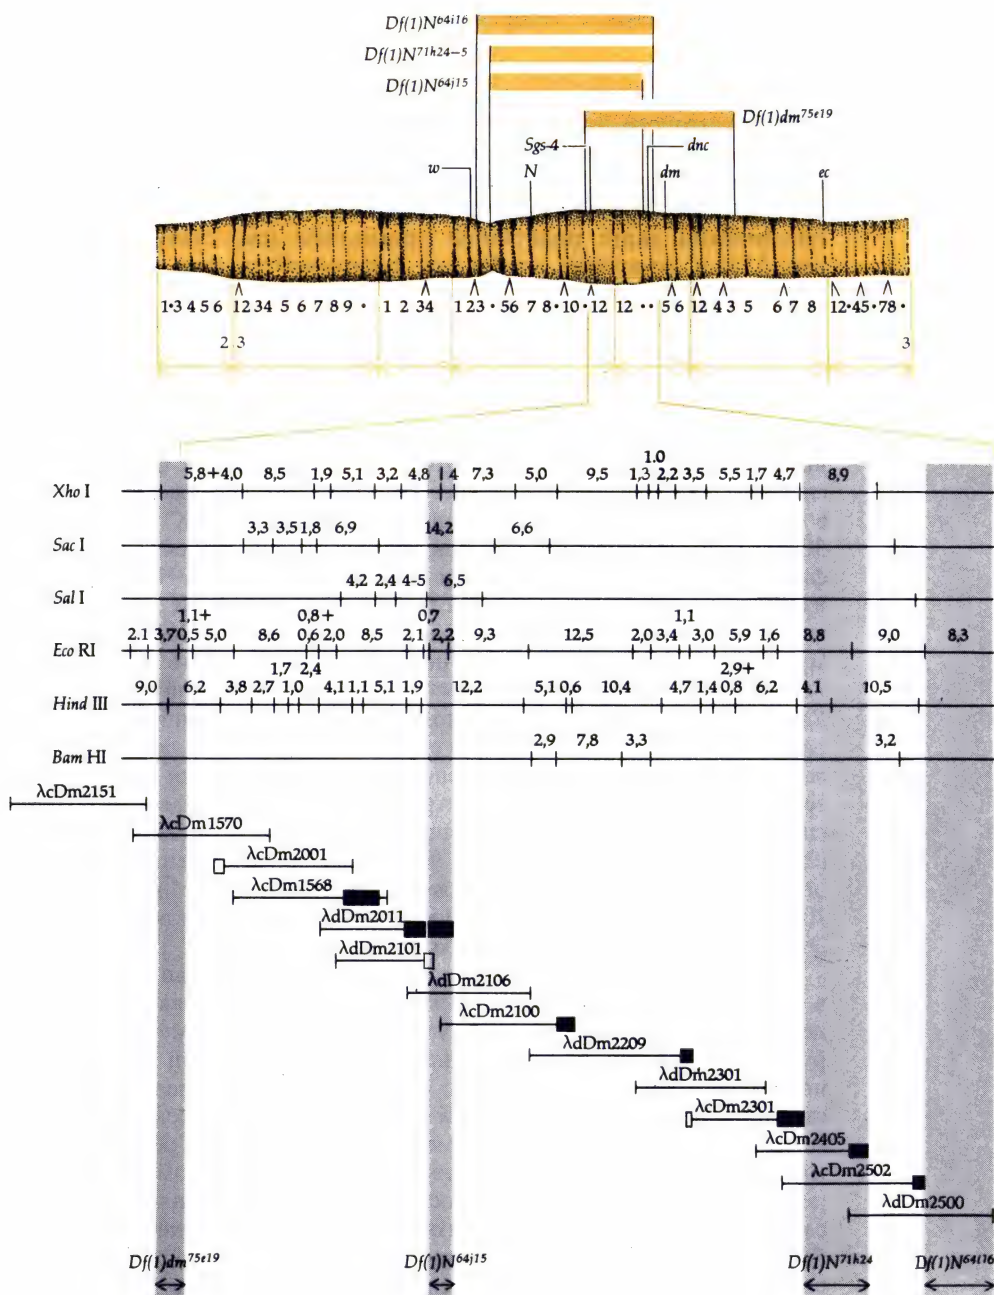 Df(1)N^64i16
Df(1)N^71h24–5
Df(1)N^64j15
Df(1)dm^75e19
Sgs-4 dnc
w N dm ec
1•3 4 5 6 12 34 5 6 7 8 9 • 1 2 34 1 23 • 56 7 8 •10 •12 12 •• 5 6 12 4 3 5 6 7 8 12•45•78 •
2 3 3
1.0
5,8+4,0 8,5 1,9 5,1 3,2 4,8 4 7,3 5,0 9,5 1,3 2,2 3,5 5,5 1,7 4,7 8,9
Xho I
3,3 3,5 1,8 6,9 14,2 6,6
Sac I
4,2 2,4 4-5 6,5
Sal I
1,1+ 0,8+ 0,7 1,1
2.1 3,7 0,5 5,0 8,6 0,6 2,0 8,5 2,1 2,2 9,3 12,5 2,0 3,4 3,0 5,9 1,6 8,8 9,0 8,3
Eco RI
1,7 2,4 2,9+
9,0 6,2 3,8 2,7 1,0 4,1 1,1 5,1 1,9 12,2 5,1 0,6 10,4 4,7 1,4 0,8 6,2 4,1 10,5
Hind III
2,9 7,8 3,3 3,2
Bam HI
λcDm2151
λcDm1570
λcDm2001
λcDm1568
λdDm2011
λdDm2101
λdDm2106
λcDm2100
λdDm2209
λdDm2301
λcDm2301
λcDm2405
λcDm2502
λdDm2500
Df(1)dm^75e19 Df(1)N^64j15 Df(1)N^71h24 Df(1)N^64i16